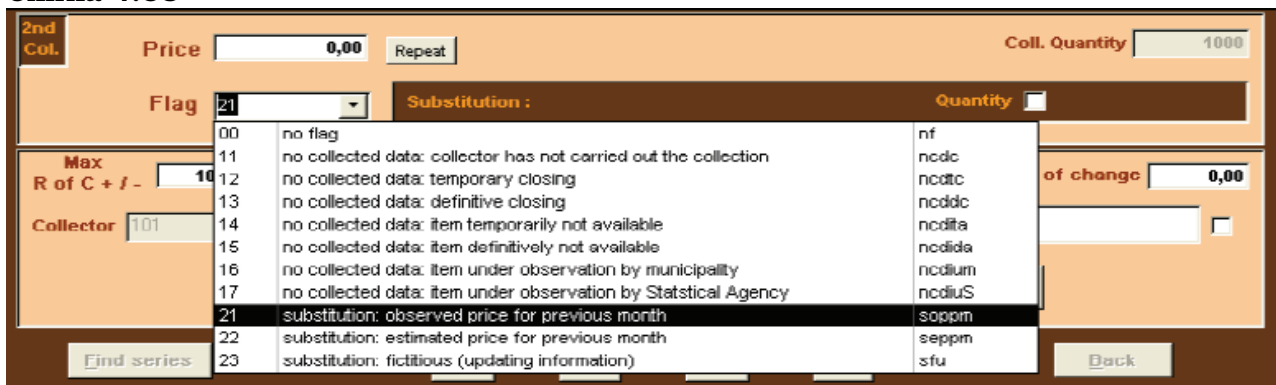 2nd
Col.
Price 0,00 Repeat Coll. Quantity 1000
Flag 21 Substitution : Quantity
00 no flag nf
11 no collected data: collector has not carried out the collection ncdc
12 no collected data: temporary closing ncdtc
13 no collected data: definitive closing ncddc
14 no collected data: item temporarily not available ncdita
15 no collected data: item definitively not available ncdida
16 no collected data: item under observation by municipality ncdium
17 no collected data: item under observation by Statstical Agency ncdiuS
21 substitution: observed price for previous month soppm
22 substitution: estimated price for previous month seppm
23 substitution: fictitious (updating information) sfu
Max
R of C + / - 10 of change 0,00
Collector 101
Find series Back